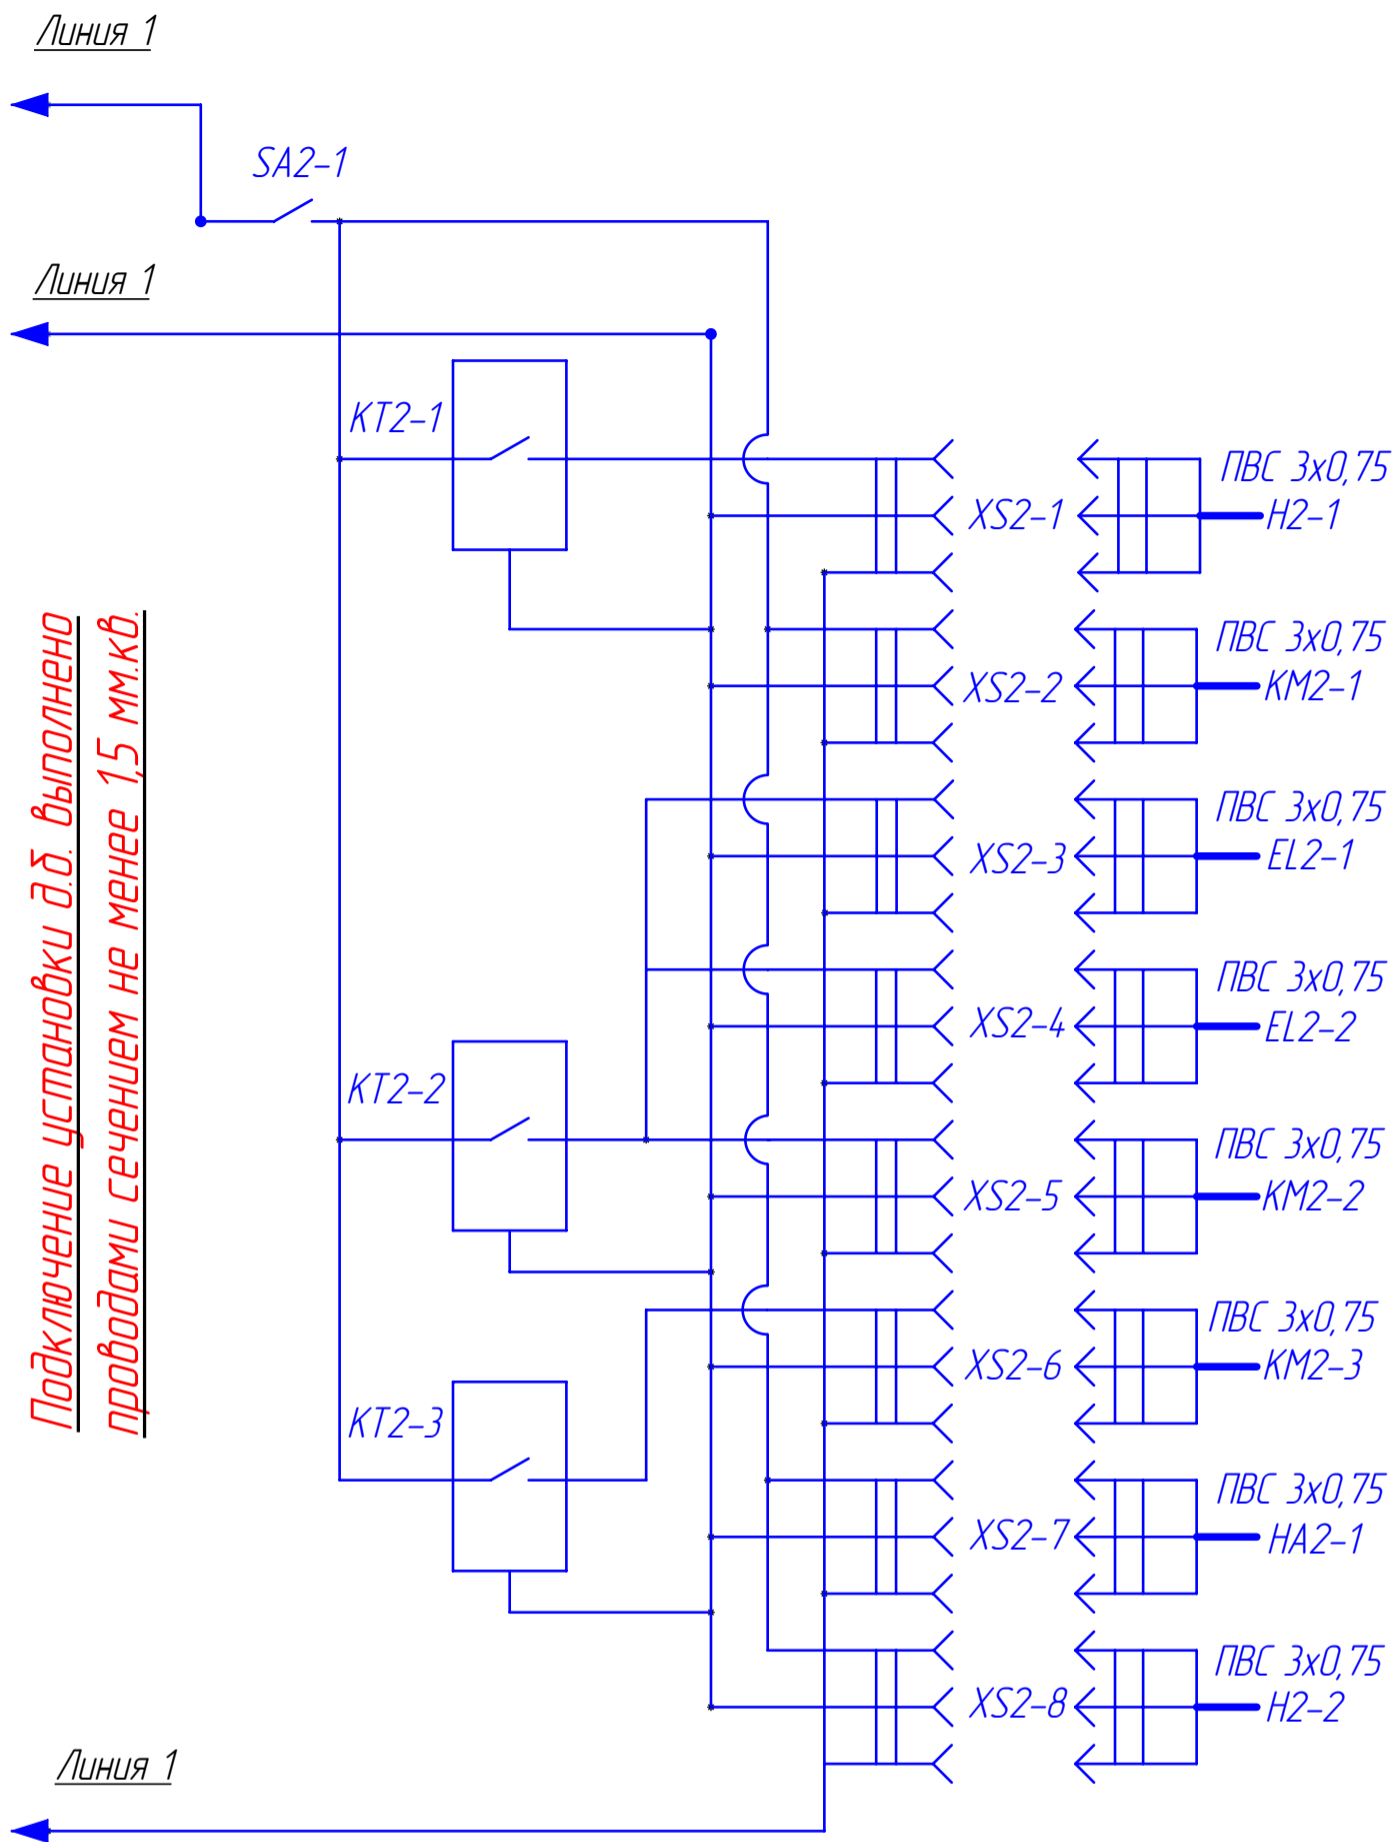 Линия 1
SA2-1
Линия 1
KT2-1
ПВС 3х0,75
XS2-1
H2-1
ПВС 3х0,75
XS2-2
KM2-1
Подключение установки д.б. выполнено
проводами сечением не менее 1,5 мм.кв.
ПВС 3х0,75
XS2-3
EL2-1
ПВС 3х0,75
XS2-4
EL2-2
KT2-2
ПВС 3х0,75
XS2-5
KM2-2
ПВС 3х0,75
XS2-6
KM2-3
KT2-3
ПВС 3х0,75
XS2-7
HA2-1
ПВС 3х0,75
XS2-8
H2-2
Линия 1